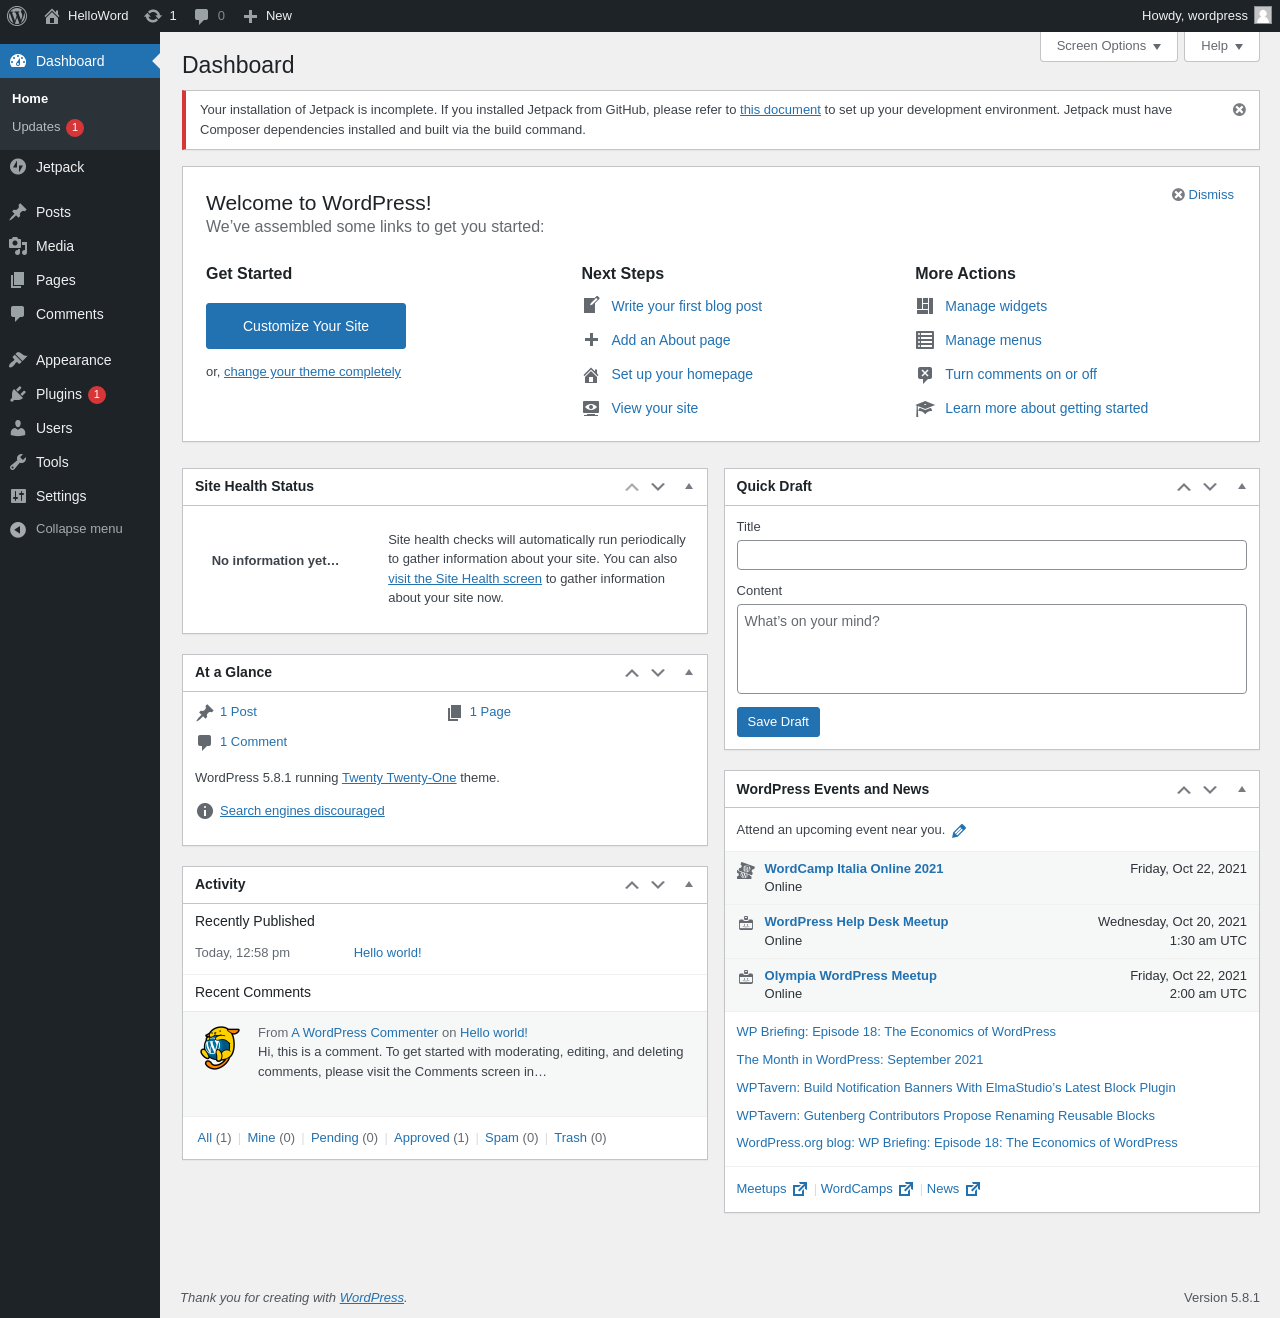 HelloWord
1
0
New
Howdy, wordpress
Dashboard
Home
Updates 1
Jetpack
Posts
Media
Pages
Comments
Appearance
Plugins 1
Users
Tools
Settings
Collapse menu
Screen Options
Help
Dashboard
Your installation of Jetpack is incomplete. If you installed Jetpack from GitHub, please refer to this document to set up your development environment. Jetpack must have
Composer dependencies installed and built via the build command.
Dismiss
Welcome to WordPress!
We’ve assembled some links to get you started:
Get Started
Customize Your Site
or, change your theme completely
Next Steps
Write your first blog post
Add an About page
Set up your homepage
View your site
More Actions
Manage widgets
Manage menus
Turn comments on or off
Learn more about getting started
Site Health Status
No information yet…
Site health checks will automatically run periodically
to gather information about your site. You can also
visit the Site Health screen to gather information
about your site now.
At a Glance
1 Post
1 Page
1 Comment
WordPress 5.8.1 running Twenty Twenty-One theme.
Search engines discouraged
Activity
Recently Published
Today, 12:58 pm
Hello world!
Recent Comments
From A WordPress Commenter on Hello world!
Hi, this is a comment. To get started with moderating, editing, and deleting
comments, please visit the Comments screen in…
All (1) | Mine (0) | Pending (0) | Approved (1) | Spam (0) | Trash (0)
Quick Draft
Title
Content
What’s on your mind?
Save Draft
WordPress Events and News
Attend an upcoming event near you.
WordCamp Italia Online 2021
Friday, Oct 22, 2021
Online
WordPress Help Desk Meetup
Wednesday, Oct 20, 2021
Online
1:30 am UTC
Olympia WordPress Meetup
Friday, Oct 22, 2021
Online
2:00 am UTC
WP Briefing: Episode 18: The Economics of WordPress
The Month in WordPress: September 2021
WPTavern: Build Notification Banners With ElmaStudio’s Latest Block Plugin
WPTavern: Gutenberg Contributors Propose Renaming Reusable Blocks
WordPress.org blog: WP Briefing: Episode 18: The Economics of WordPress
Meetups | WordCamps | News
Thank you for creating with WordPress.
Version 5.8.1